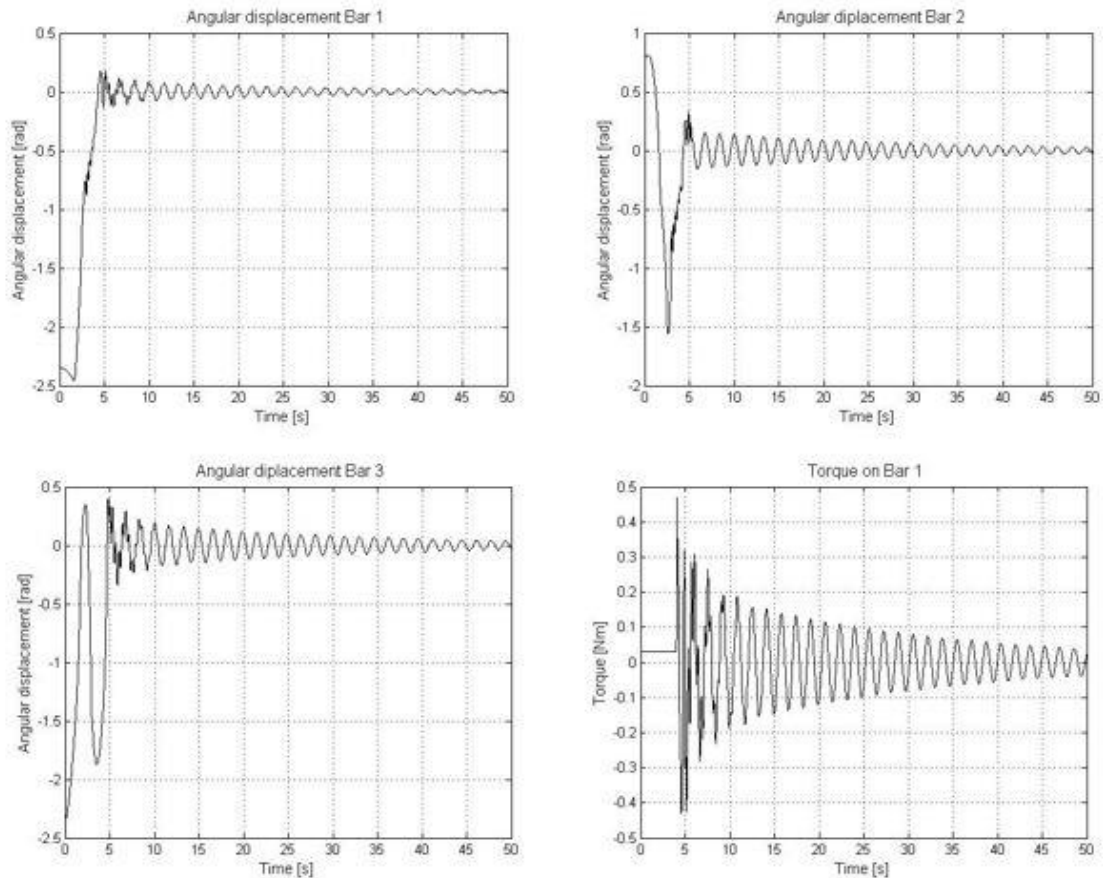 Angular displacement Bar 1
0.5
0
-0.5
-1
-1.5
-2
-2.5
Angular displacement [rad]
0 5 10 15 20 25 30 35 40 45 50
Time [s]
Angular diplacement Bar 2
1
0.5
0
-0.5
-1
-1.5
-2
Angular displacement [rad]
0 5 10 15 20 25 30 35 40 45 50
Time [s]
Angular diplacement Bar 3
0.5
0
-0.5
-1
-1.5
-2
-2.5
Angular displacement [rad]
0 5 10 15 20 25 30 35 40 45 50
Time [s]
Torque on Bar 1
0.5
0.4
0.3
0.2
0.1
0
-0.1
-0.2
-0.3
-0.4
-0.5
Torque [Nm]
0 5 10 15 20 25 30 35 40 45 50
Time [s]